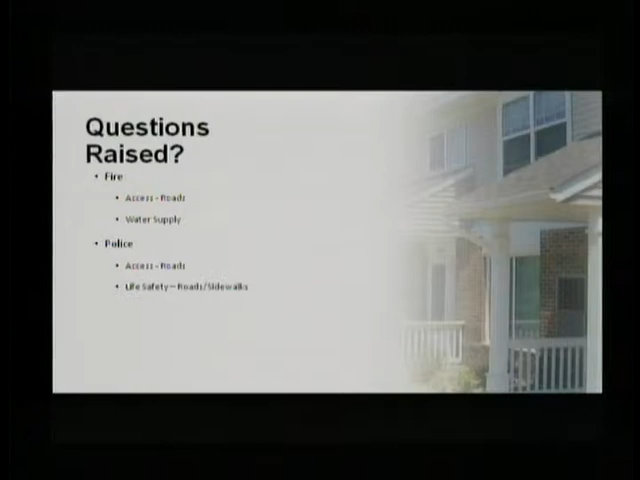 Questions
Raised?
• Fire
• Access - Roads
• Water Supply
• Police
• Access - Roads
• Life Safety – Roads/Sidewalks